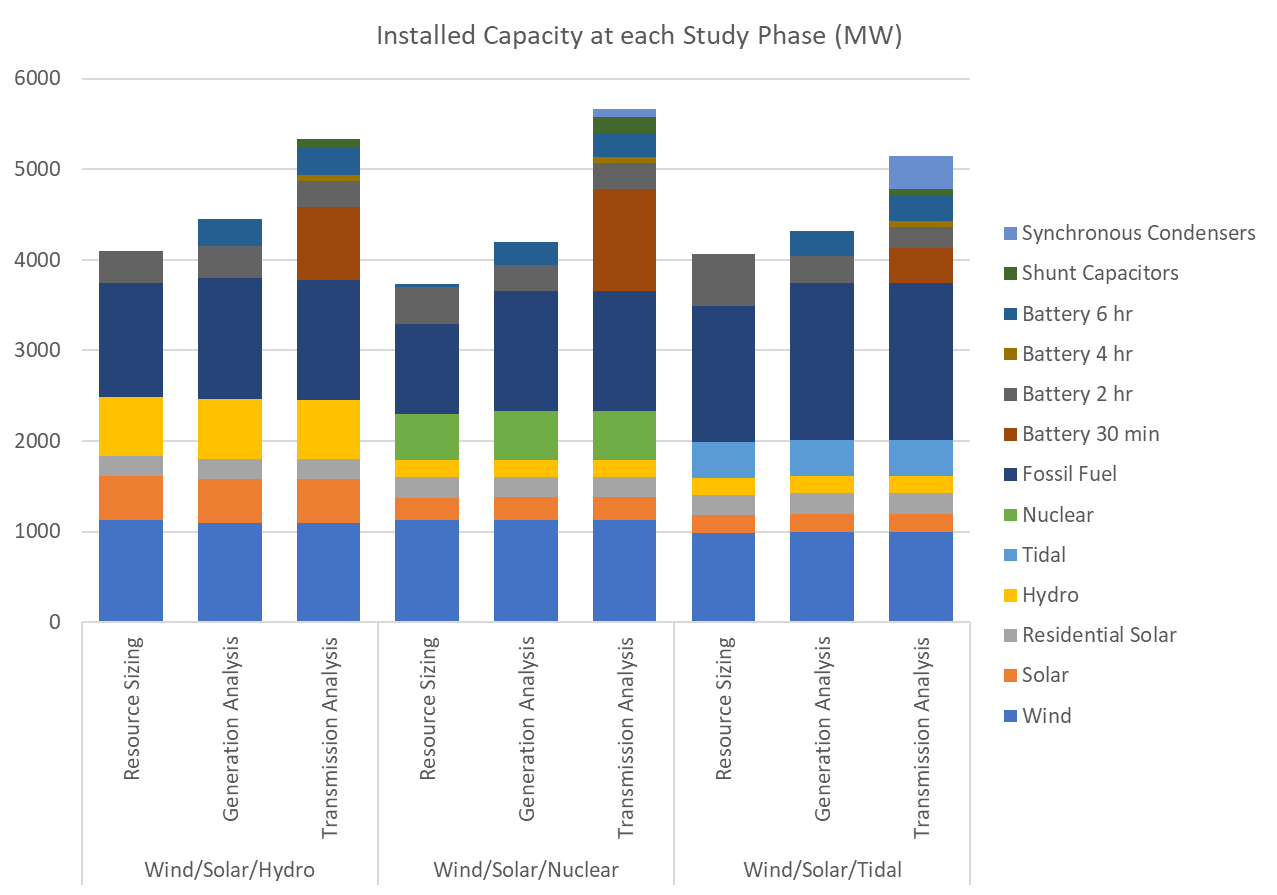 Installed Capacity at each Study Phase (MW)
6000
5000
4000
3000
2000
1000
0
Resource Sizing
Generation Analysis
Transmission Analysis
Resource Sizing
Generation Analysis
Transmission Analysis
Resource Sizing
Generation Analysis
Transmission Analysis
Wind/Solar/Hydro
Wind/Solar/Nuclear
Wind/Solar/Tidal
Synchronous Condensers
Shunt Capacitors
Battery 6 hr
Battery 4 hr
Battery 2 hr
Battery 30 min
Fossil Fuel
Nuclear
Tidal
Hydro
Residential Solar
Solar
Wind